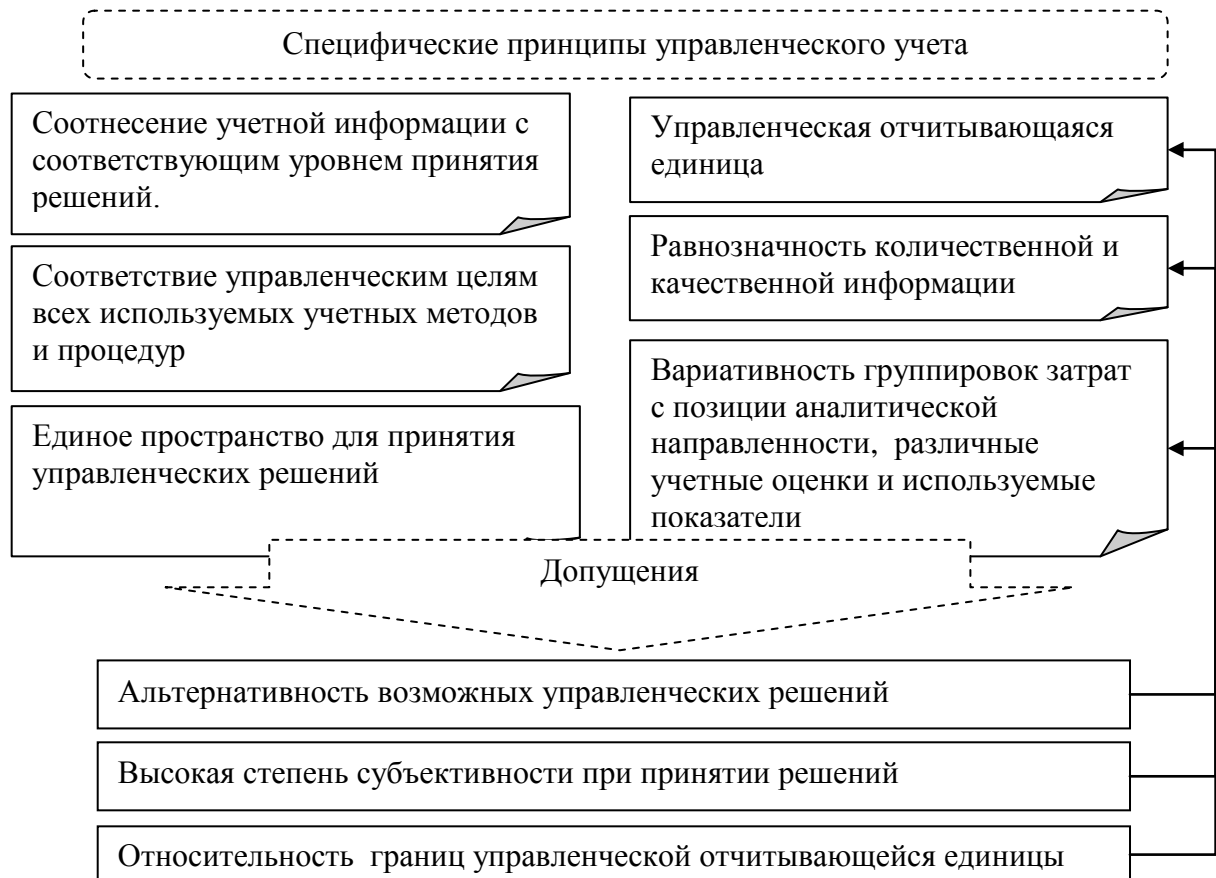 Специфические принципы управленческого учета
Соотнесение учетной информации с
соответствующим уровнем принятия
решений.
Соответствие управленческим целям
всех используемых учетных методов
и процедур
Единое пространство для принятия
управленческих решений
Управленческая отчитывающаяся
единица
Равнозначность количественной и
качественной информации
Вариативность группировок затрат
с позиции аналитической
направленности, различные
учетные оценки и используемые
показатели
Допущения
Альтернативность возможных управленческих решений
Высокая степень субъективности при принятии решений
Относительность границ управленческой отчитывающейся единицы